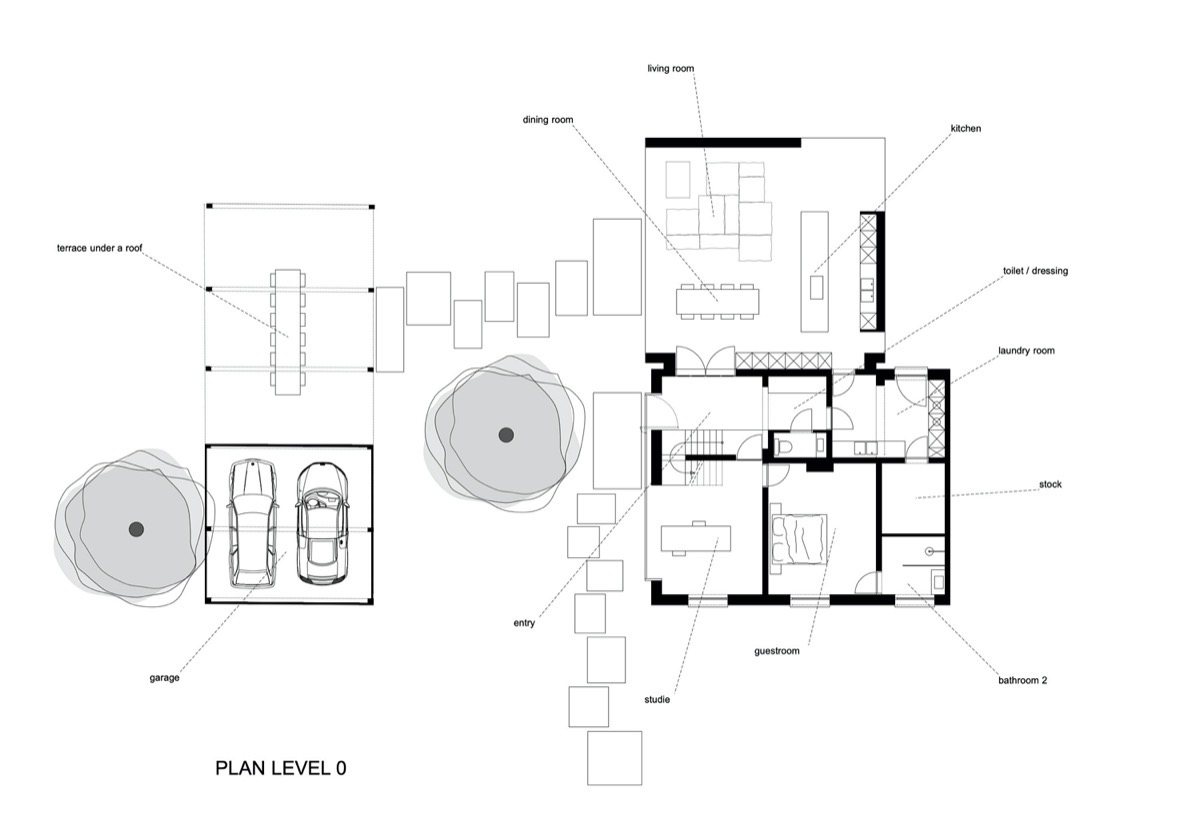 living room
dining room
kitchen
terrace under a roof
toilet / dressing
laundry room
stock
entry
guestroom
garage
bathroom 2
studie
PLAN LEVEL 0